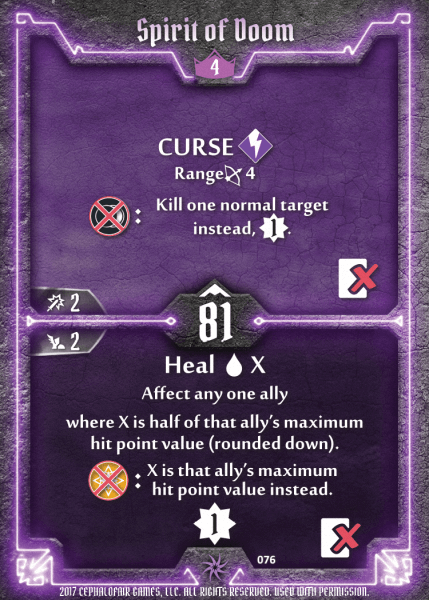 Spirit of Doom
4
CURSE
Range 4
: Kill one normal target
instead, 1.
2
81
2
Heal X
Affect any one ally
where X is half of that ally's maximum
hit point value (rounded down).
: X is that ally's maximum
hit point value instead.
1
076
2017 CEPHALOFAIR GAMES, LLC. ALL RIGHTS RESERVED. USED WITH PERMISSION.